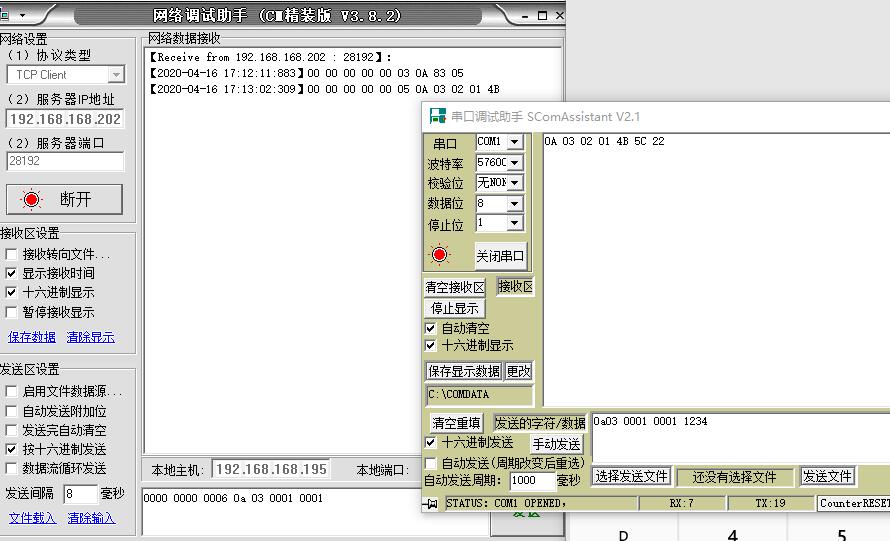 网络调试助手 (C■精装版 V3.8.2)
网络设置
(1) 协议类型
TCP Client
(2) 服务器IP地址
192.168.168.202
(2) 服务器端口
28192
断开
接收区设置
接收转向文件...
显示接收时间
十六进制显示
暂停接收显示
保存数据 清除显示
发送区设置
启用文件数据源...
自动发送附加位
发送完自动清空
按十六进制发送
数据流循环发送
发送间隔 8 毫秒
文件载入 清除输入
网络数据接收
【Receive from 192.168.168.202 : 28192】:
【2020-04-16 17:12:11:883】00 00 00 00 00 03 0A 83 05
【2020-04-16 17:13:02:309】00 00 00 00 00 05 0A 03 02 01 4B
本地主机: 192.168.168.195 本地端口:
0000 0000 0006 0a 03 0001 0001
发送
串口调试助手 SComAssistant V2.1
串口 COM1
波特率 57600
校验位 无NON
数据位 8
停止位 1
关闭串口
清空接收区 接收区
停止显示
自动清空
十六进制显示
保存显示数据 更改
C:\COMDATA
0A 03 02 01 4B 5C 22
清空重填 发送的字符/数据
0a03 0001 0001 1234
十六进制发送 手动发送
自动发送(周期改变后重选)
自动发送周期: 1000 毫秒
选择发送文件 还没有选择文件 发送文件
STATUS: COM1 OPENED, RX:7 TX:19 CounterRESET
D 4 5